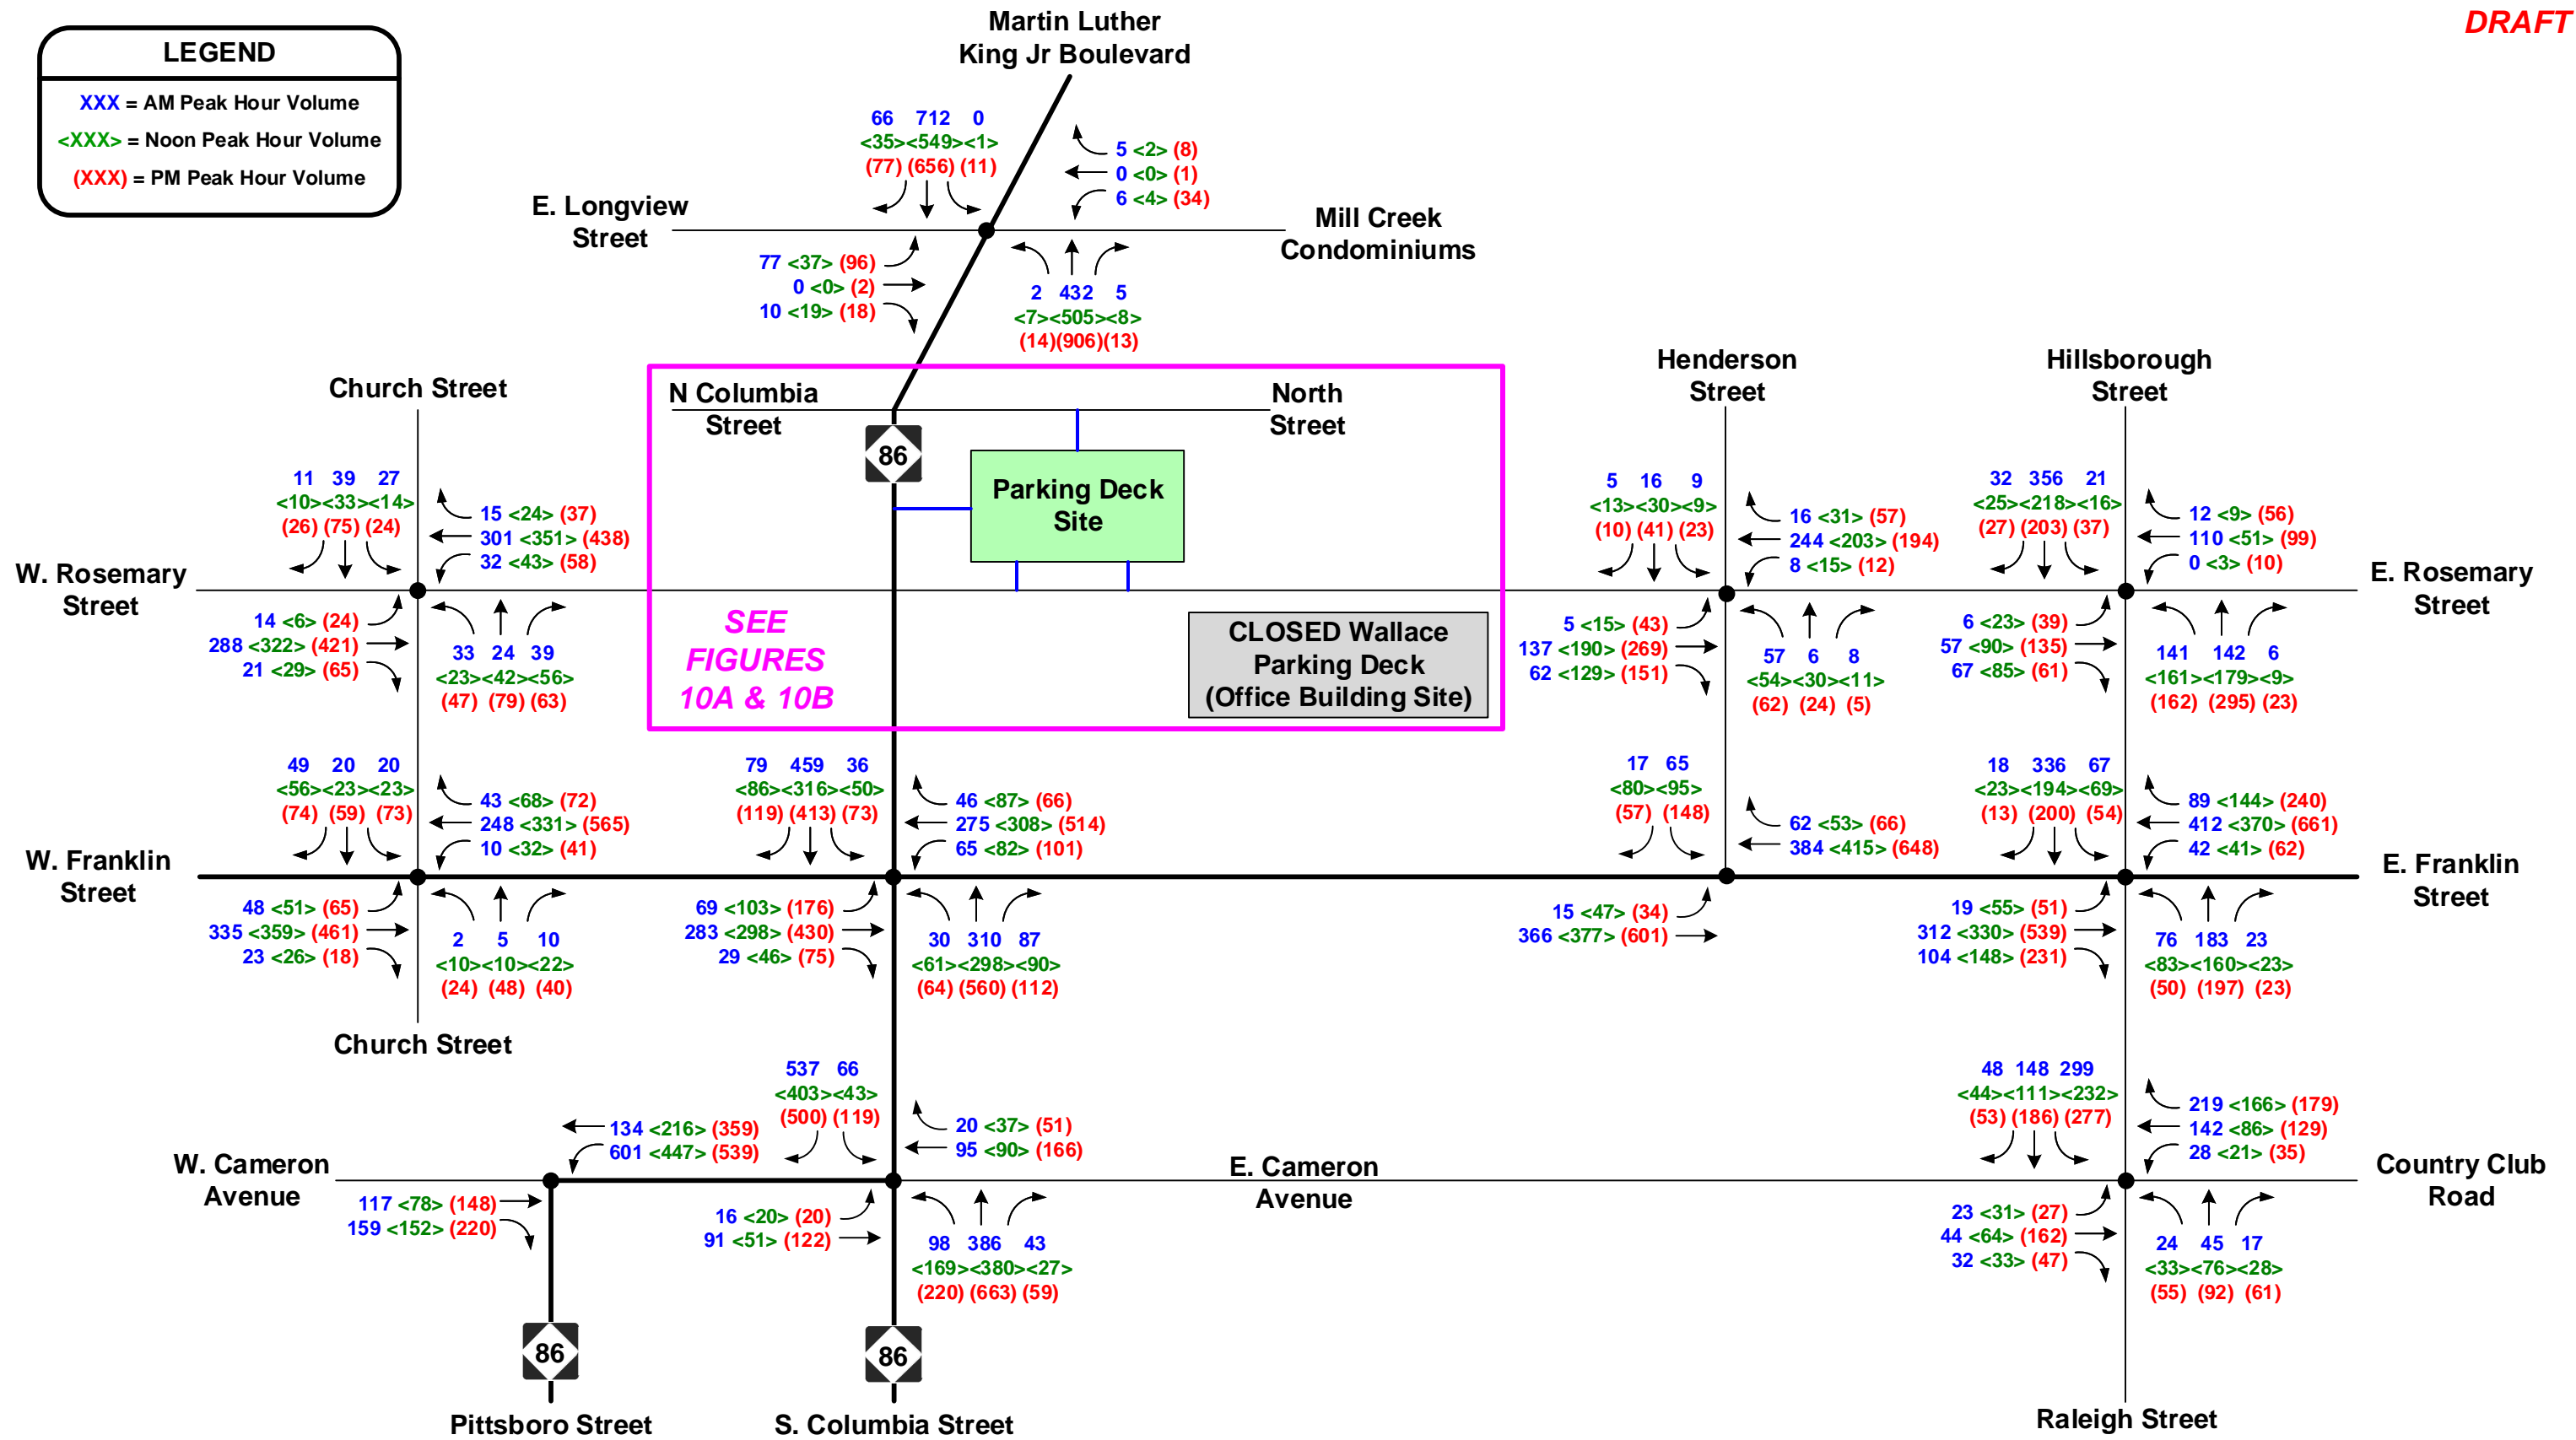 DRAFT
LEGEND
XXX = AM Peak Hour Volume
<XXX> = Noon Peak Hour Volume
(XXX) = PM Peak Hour Volume
Martin Luther
King Jr Boulevard
66 712 0
<35><549><1>
(77) (656) (11)
5 <2> (8)
0 <0> (1)
6 <4> (34)
E. Longview
Street
Mill Creek
Condominiums
77 <37> (96)
0 <0> (2)
10 <19> (18)
2 432 5
<7><505><8>
(14)(906)(13)
Church Street
N Columbia
Street
North
Street
86
Parking Deck
Site
Henderson
Street
Hillsborough
Street
11 39 27
<10><33><14>
(26) (75) (24)
15 <24> (37)
301 <351> (438)
32 <43> (58)
5 16 9
<13><30><9>
(10) (41) (23)
16 <31> (57)
244 <203> (194)
8 <15> (12)
32 356 21
<25><218><16>
(27) (203) (37)
12 <9> (56)
110 <51> (99)
0 <3> (10)
W. Rosemary
Street
E. Rosemary
Street
14 <6> (24)
288 <322> (421)
21 <29> (65)
33 24 39
<23><42><56>
(47) (79) (63)
SEE
FIGURES
10A & 10B
CLOSED Wallace
Parking Deck
(Office Building Site)
5 <15> (43)
137 <190> (269)
62 <129> (151)
57 6 8
<54><30><11>
(62) (24) (5)
6 <23> (39)
57 <90> (135)
67 <85> (61)
141 142 6
<161><179><9>
(162) (295) (23)
49 20 20
<56><23><23>
(74) (59) (73)
43 <68> (72)
248 <331> (565)
10 <32> (41)
79 459 36
<86><316><50>
(119) (413) (73)
46 <87> (66)
275 <308> (514)
65 <82> (101)
17 65
<80><95>
(57) (148)
62 <53> (66)
384 <415> (648)
18 336 67
<23><194><69>
(13) (200) (54)
89 <144> (240)
412 <370> (661)
42 <41> (62)
W. Franklin
Street
E. Franklin
Street
48 <51> (65)
335 <359> (461)
23 <26> (18)
2 5 10
<10><10><22>
(24) (48) (40)
69 <103> (176)
283 <298> (430)
29 <46> (75)
30 310 87
<61><298><90>
(64) (560) (112)
15 <47> (34)
366 <377> (601)
19 <55> (51)
312 <330> (539)
104 <148> (231)
76 183 23
<83><160><23>
(50) (197) (23)
Church Street
134 <216> (359)
601 <447> (539)
537 66
<403><43>
(500) (119)
20 <37> (51)
95 <90> (166)
48 148 299
<44><111><232>
(53) (186) (277)
219 <166> (179)
142 <86> (129)
28 <21> (35)
W. Cameron
Avenue
E. Cameron
Avenue
Country Club
Road
117 <78> (148)
159 <152> (220)
16 <20> (20)
91 <51> (122)
98 386 43
<169><380><27>
(220) (663) (59)
23 <31> (27)
44 <64> (162)
32 <33> (47)
24 45 17
<33><76><28>
(55) (92) (61)
86
86
Pittsboro Street
S. Columbia Street
Raleigh Street